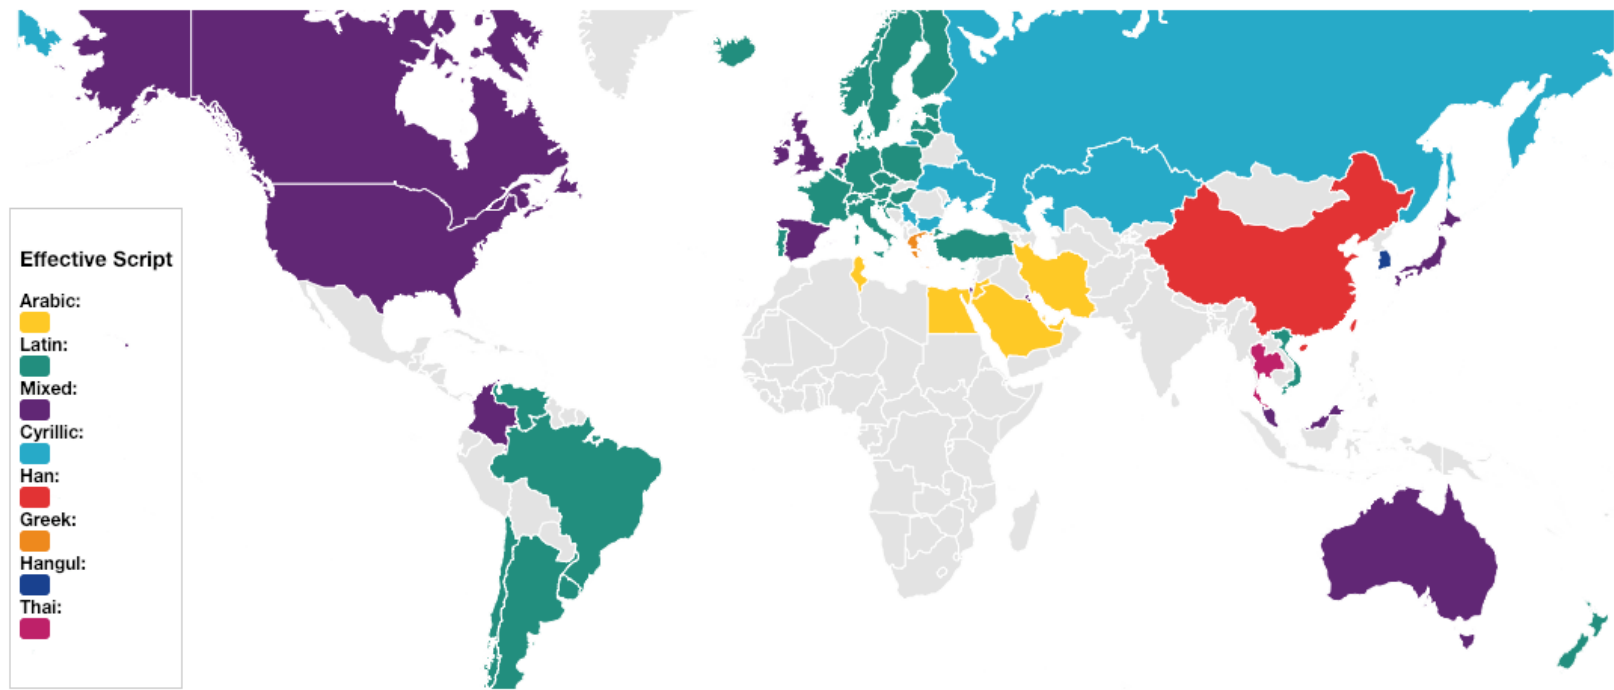 Effective Script
Arabic:
Latin:
Mixed:
Cyrillic:
Han:
Greek:
Hangul:
Thai: